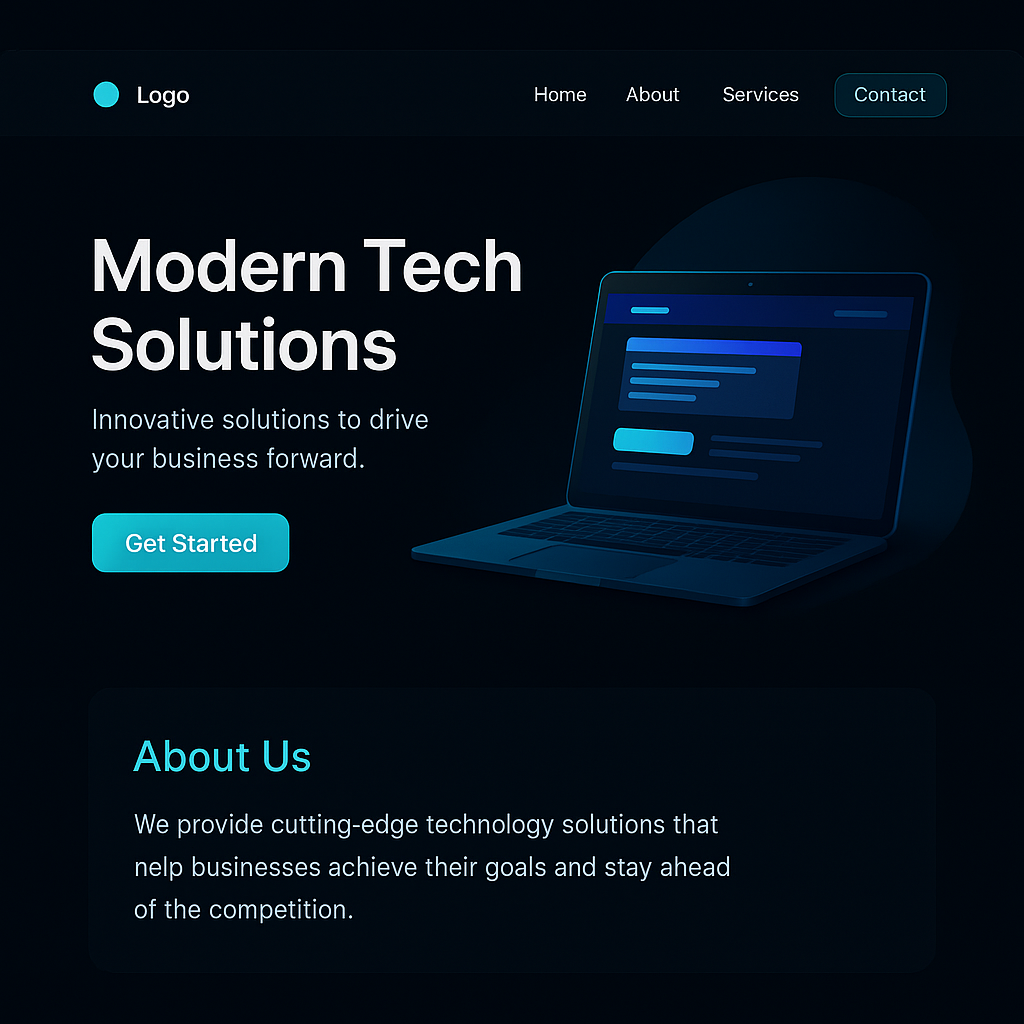 Logo
Home About Services Contact
Modern Tech
Solutions
Innovative solutions to drive
your business forward.
Get Started
About Us
We provide cutting-edge technology solutions that
nelp businesses achieve their goals and stay ahead
of the competition.